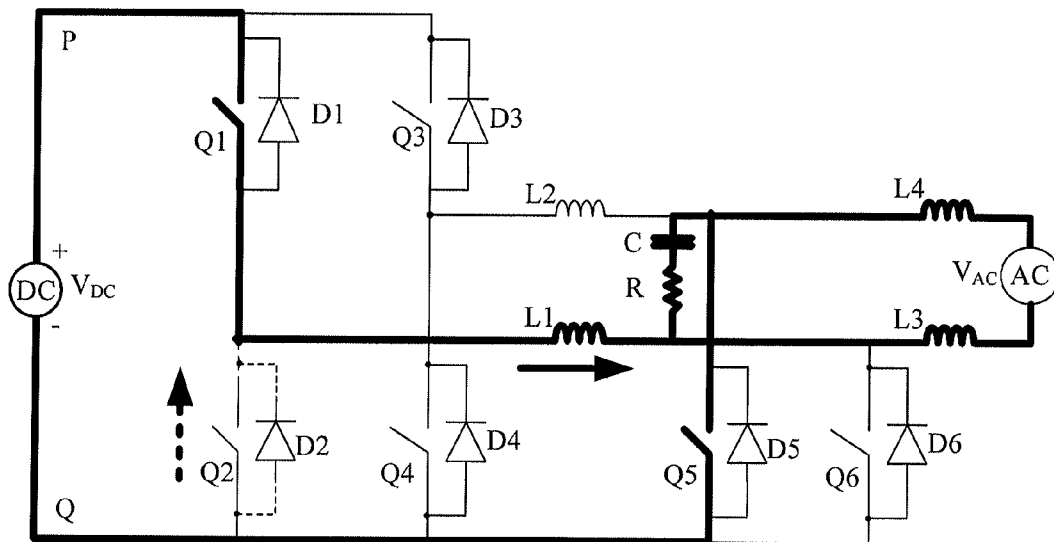 P
Q1
D1
Q3
D3
L2
L4
C
R
+
DC
V_DC
-
V_AC
AC
L1
L3
Q2
D2
Q4
D4
Q5
D5
Q6
D6
Q